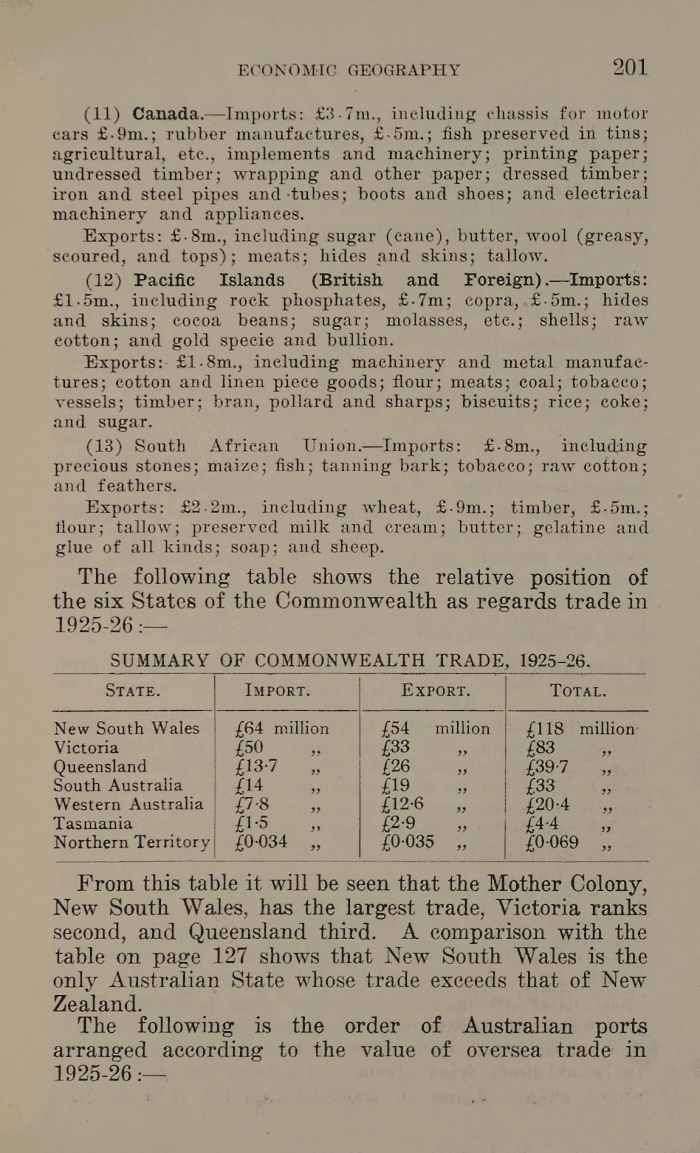 ECONOMIC GEOGRAPHY 201
(11) Canada.—Imports: £3·7m., including chassis for motor
cars £·9m.; rubber manufactures, £·5m.; fish preserved in tins;
agricultural, etc., implements and machinery; printing paper;
undressed timber; wrapping and other paper; dressed timber;
iron and steel pipes and tubes; boots and shoes; and electrical
machinery and appliances.
Exports: £·8m., including sugar (cane), butter, wool (greasy,
scoured, and tops); meats; hides and skins; tallow.
(12) Pacific Islands (British and Foreign).—Imports:
£1·5m., including rock phosphates, £·7m; copra, £·5m.; hides
and skins; cocoa beans; sugar; molasses, etc.; shells; raw
cotton; and gold specie and bullion.
Exports: £1·8m., including machinery and metal manufac-
tures; cotton and linen piece goods; flour; meats; coal; tobacco;
vessels; timber; bran, pollard and sharps; biscuits; rice; coke;
and sugar.
(13) South African Union.—Imports: £·8m., including
precious stones; maize; fish; tanning bark; tobacco; raw cotton;
and feathers.
Exports: £2·2m., including wheat, £·9m.; timber, £·5m.;
flour; tallow; preserved milk and cream; butter; gelatine and
glue of all kinds; soap; and sheep.
The following table shows the relative position of
the six States of the Commonwealth as regards trade in
1925-26 :—
SUMMARY OF COMMONWEALTH TRADE, 1925-26.
STATE. IMPORT. EXPORT. TOTAL.
New South Wales £64 million £54 million £118 million
Victoria £50 ,, £33 ,, £83 ,,
Queensland £13·7 ,, £26 ,, £39·7 ,,
South Australia £14 ,, £19 ,, £33 ,,
Western Australia £7·8 ,, £12·6 ,, £20·4 ,,
Tasmania £1·5 ,, £2·9 ,, £4·4 ,,
Northern Territory £0·034 ,, £0·035 ,, £0·069 ,,
From this table it will be seen that the Mother Colony,
New South Wales, has the largest trade, Victoria ranks
second, and Queensland third. A comparison with the
table on page 127 shows that New South Wales is the
only Australian State whose trade exceeds that of New
Zealand.
The following is the order of Australian ports
arranged according to the value of oversea trade in
1925-26 :—